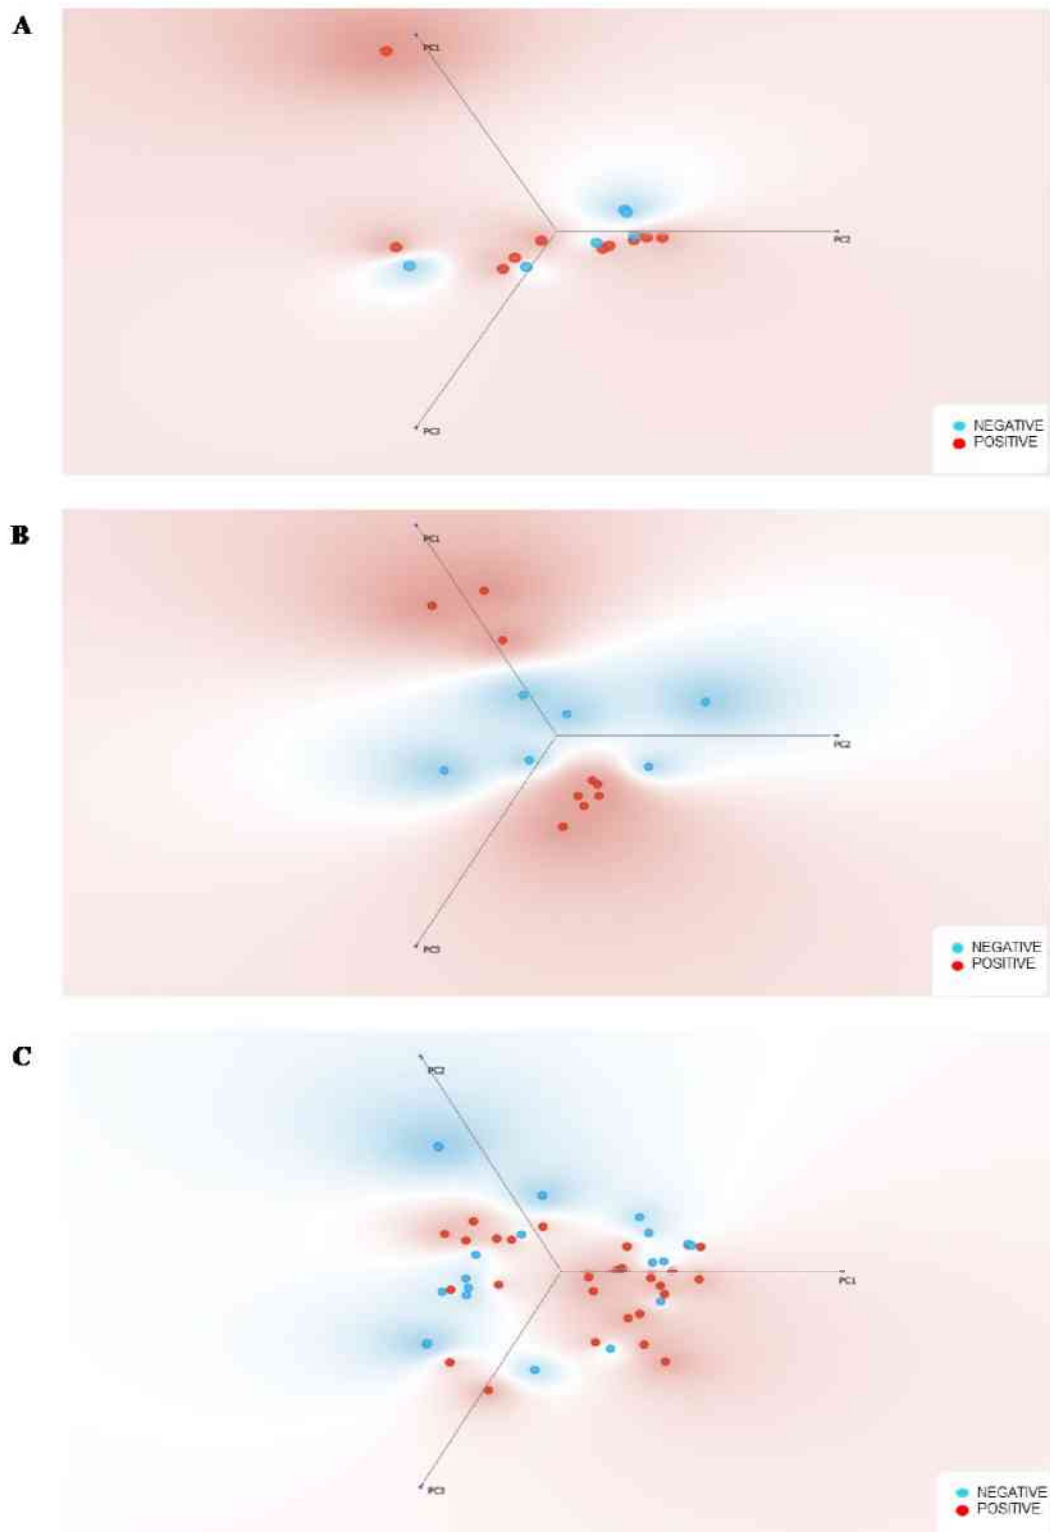 A
PC1
PC2
PC3
NEGATIVE
POSITIVE
B
PC1
PC2
PC3
NEGATIVE
POSITIVE
C
PC2
PC1
PC3
NEGATIVE
POSITIVE